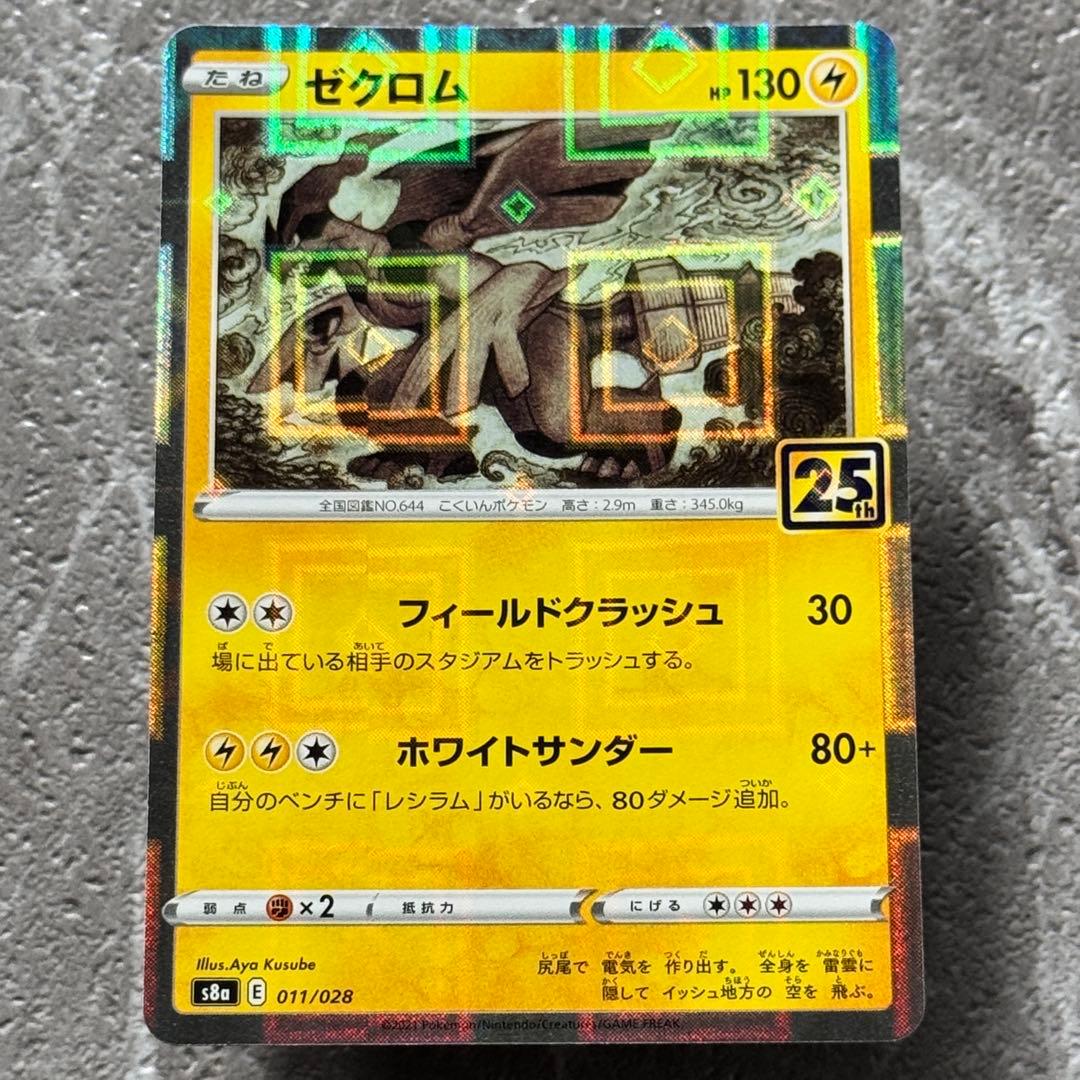 たね ゼクロム HP 130
全国図鑑NO.644 こくいんポケモン 高さ:2.9m 重さ:345.0kg
25th
フィールドクラッシュ 30
場に出ている相手のスタジアムをトラッシュする。
ホワイトサンダー 80+
自分のベンチに「レシラム」がいるなら、80ダメージ追加。
弱点 ×2 抵抗力 にげる
Illus.Aya Kusube
尻尾で 電気を 作り出す。 全身を 雷雲に
隠して イッシュ地方の 空を 飛ぶ。
s8a E 011/028
©2021 Pokémon/Nintendo/Creatures/GAME FREAK